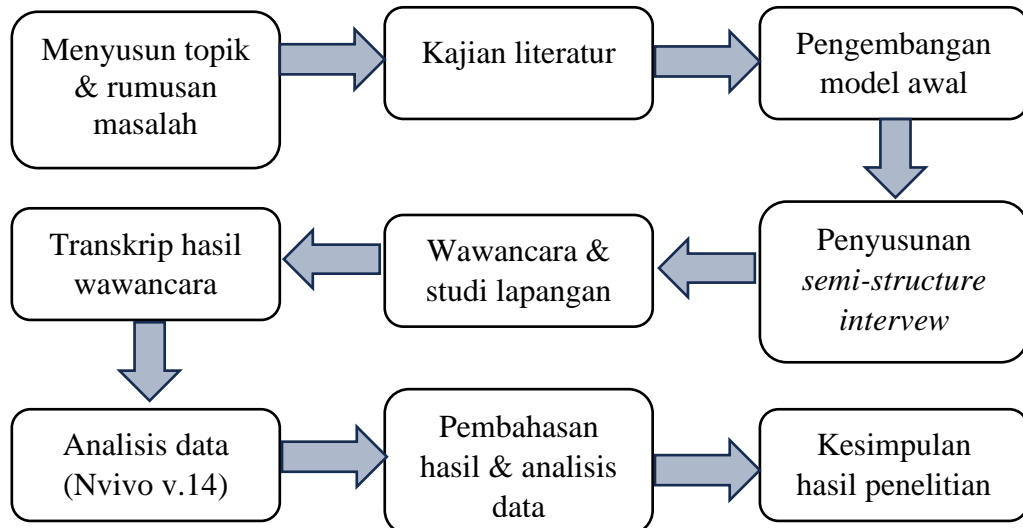 Menyusun topik
& rumusan
masalah
Kajian literatur
Pengembangan
model awal
Penyusunan
semi-structure
intervew
Wawancara &
studi lapangan
Transkrip hasil
wawancara
Analisis data
(Nvivo v.14)
Pembahasan
hasil & analisis
data
Kesimpulan
hasil penelitian